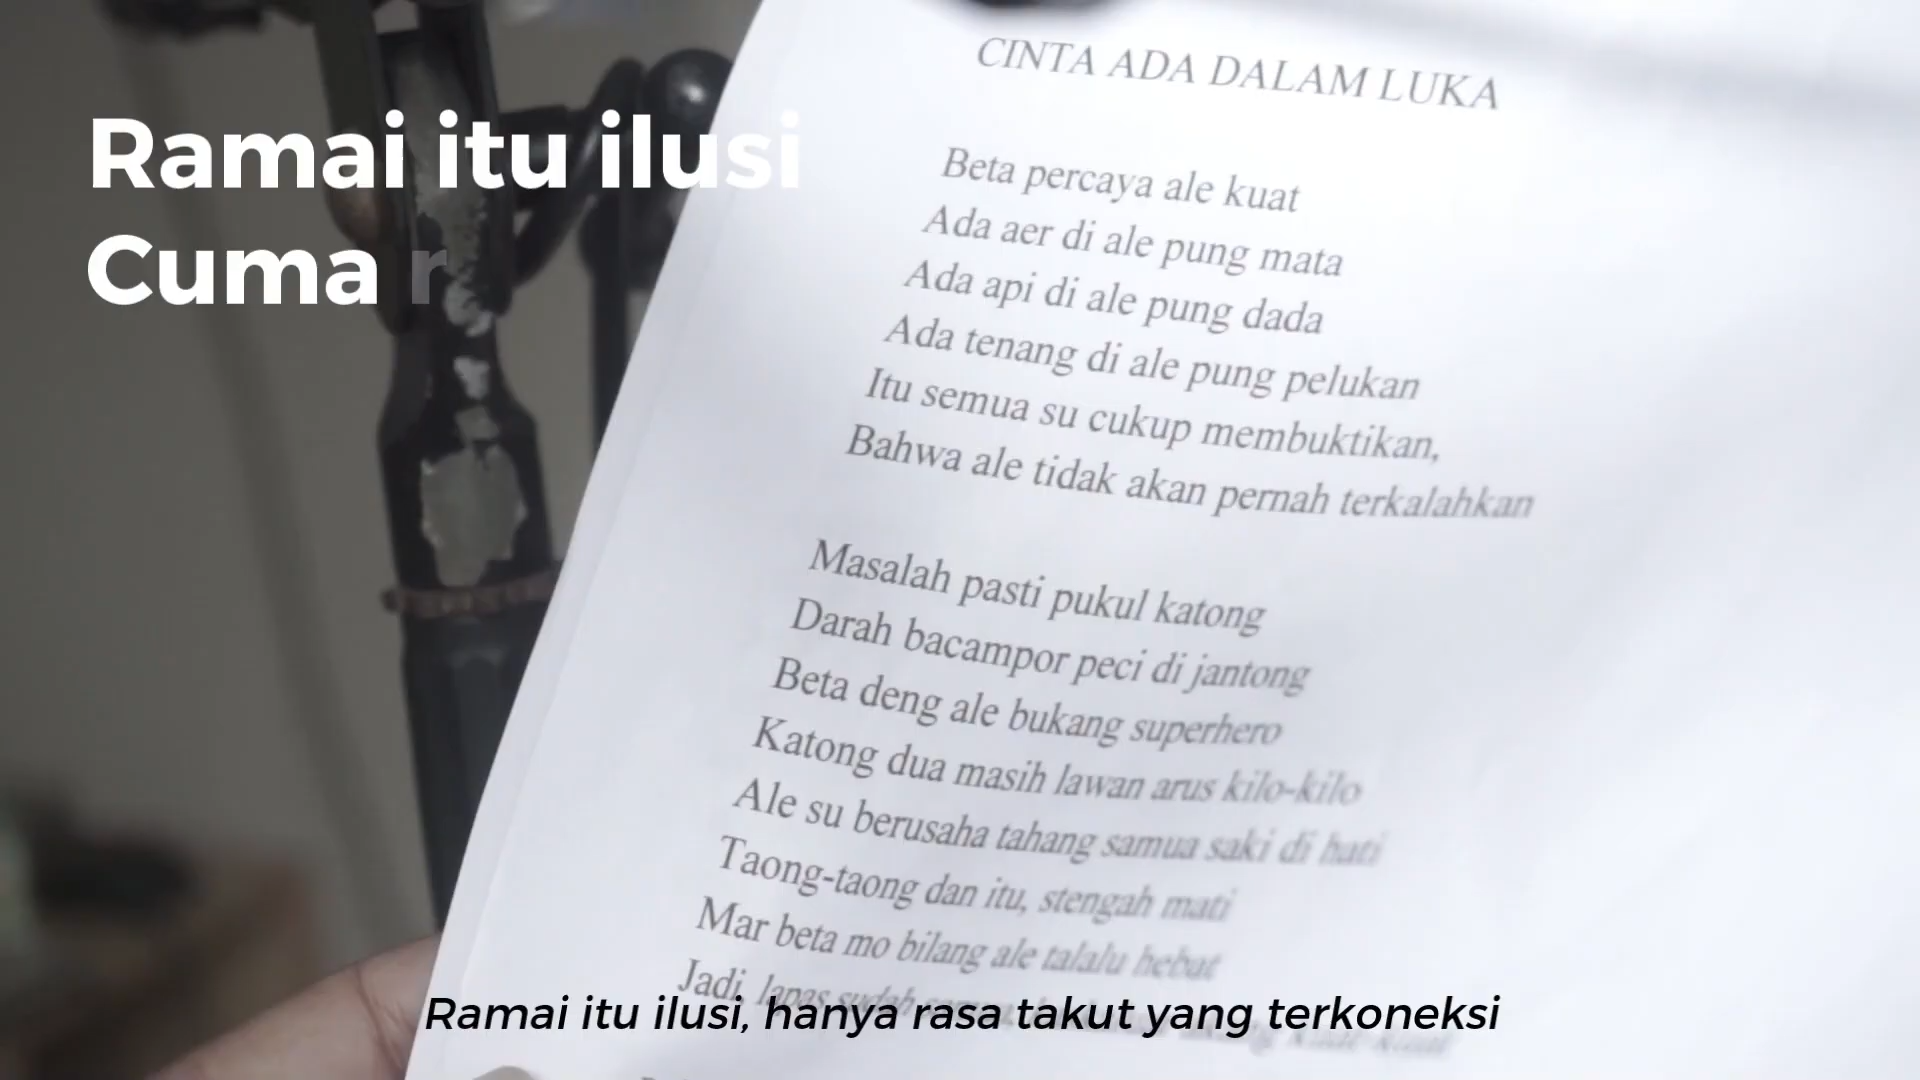 Ramai itu ilusi
Cuma r
CINTA ADA DALAM LUKA
Beta percaya ale kuat
Ada aer di ale pung mata
Ada api di ale pung dada
Ada tenang di ale pung pelukan
Itu semua su cukup membuktikan,
Bahwa ale tidak akan pernah terkalahkan
Masalah pasti pukul katong
Darah bacampor peci di jantong
Beta deng ale bukang superhero
Katong dua masih lawan arus kilo-kilo
Ale su berusaha tahang samua saki di hati
Taong-taong dan itu, stengah mati
Mar beta mo bilang ale talalu hebat
Jadi, lapas sudah
Ramai itu ilusi, hanya rasa takut yang terkoneksi